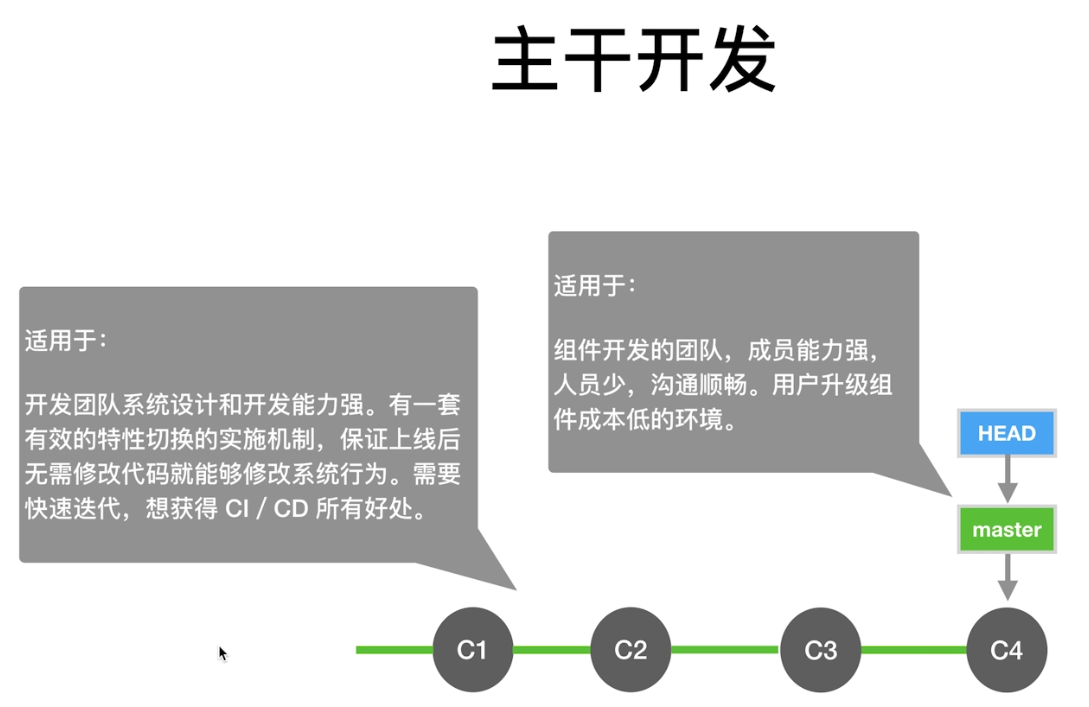 主干开发
适用于：
开发团队系统设计和开发能力强。有一套
有效的特性切换的实施机制，保证上线后
无需修改代码就能够修改系统行为。需要
快速迭代，想获得 CI / CD 所有好处。
适用于：
组件开发的团队，成员能力强，
人员少，沟通顺畅。用户升级组
件成本低的环境。
HEAD
master
C1
C2
C3
C4